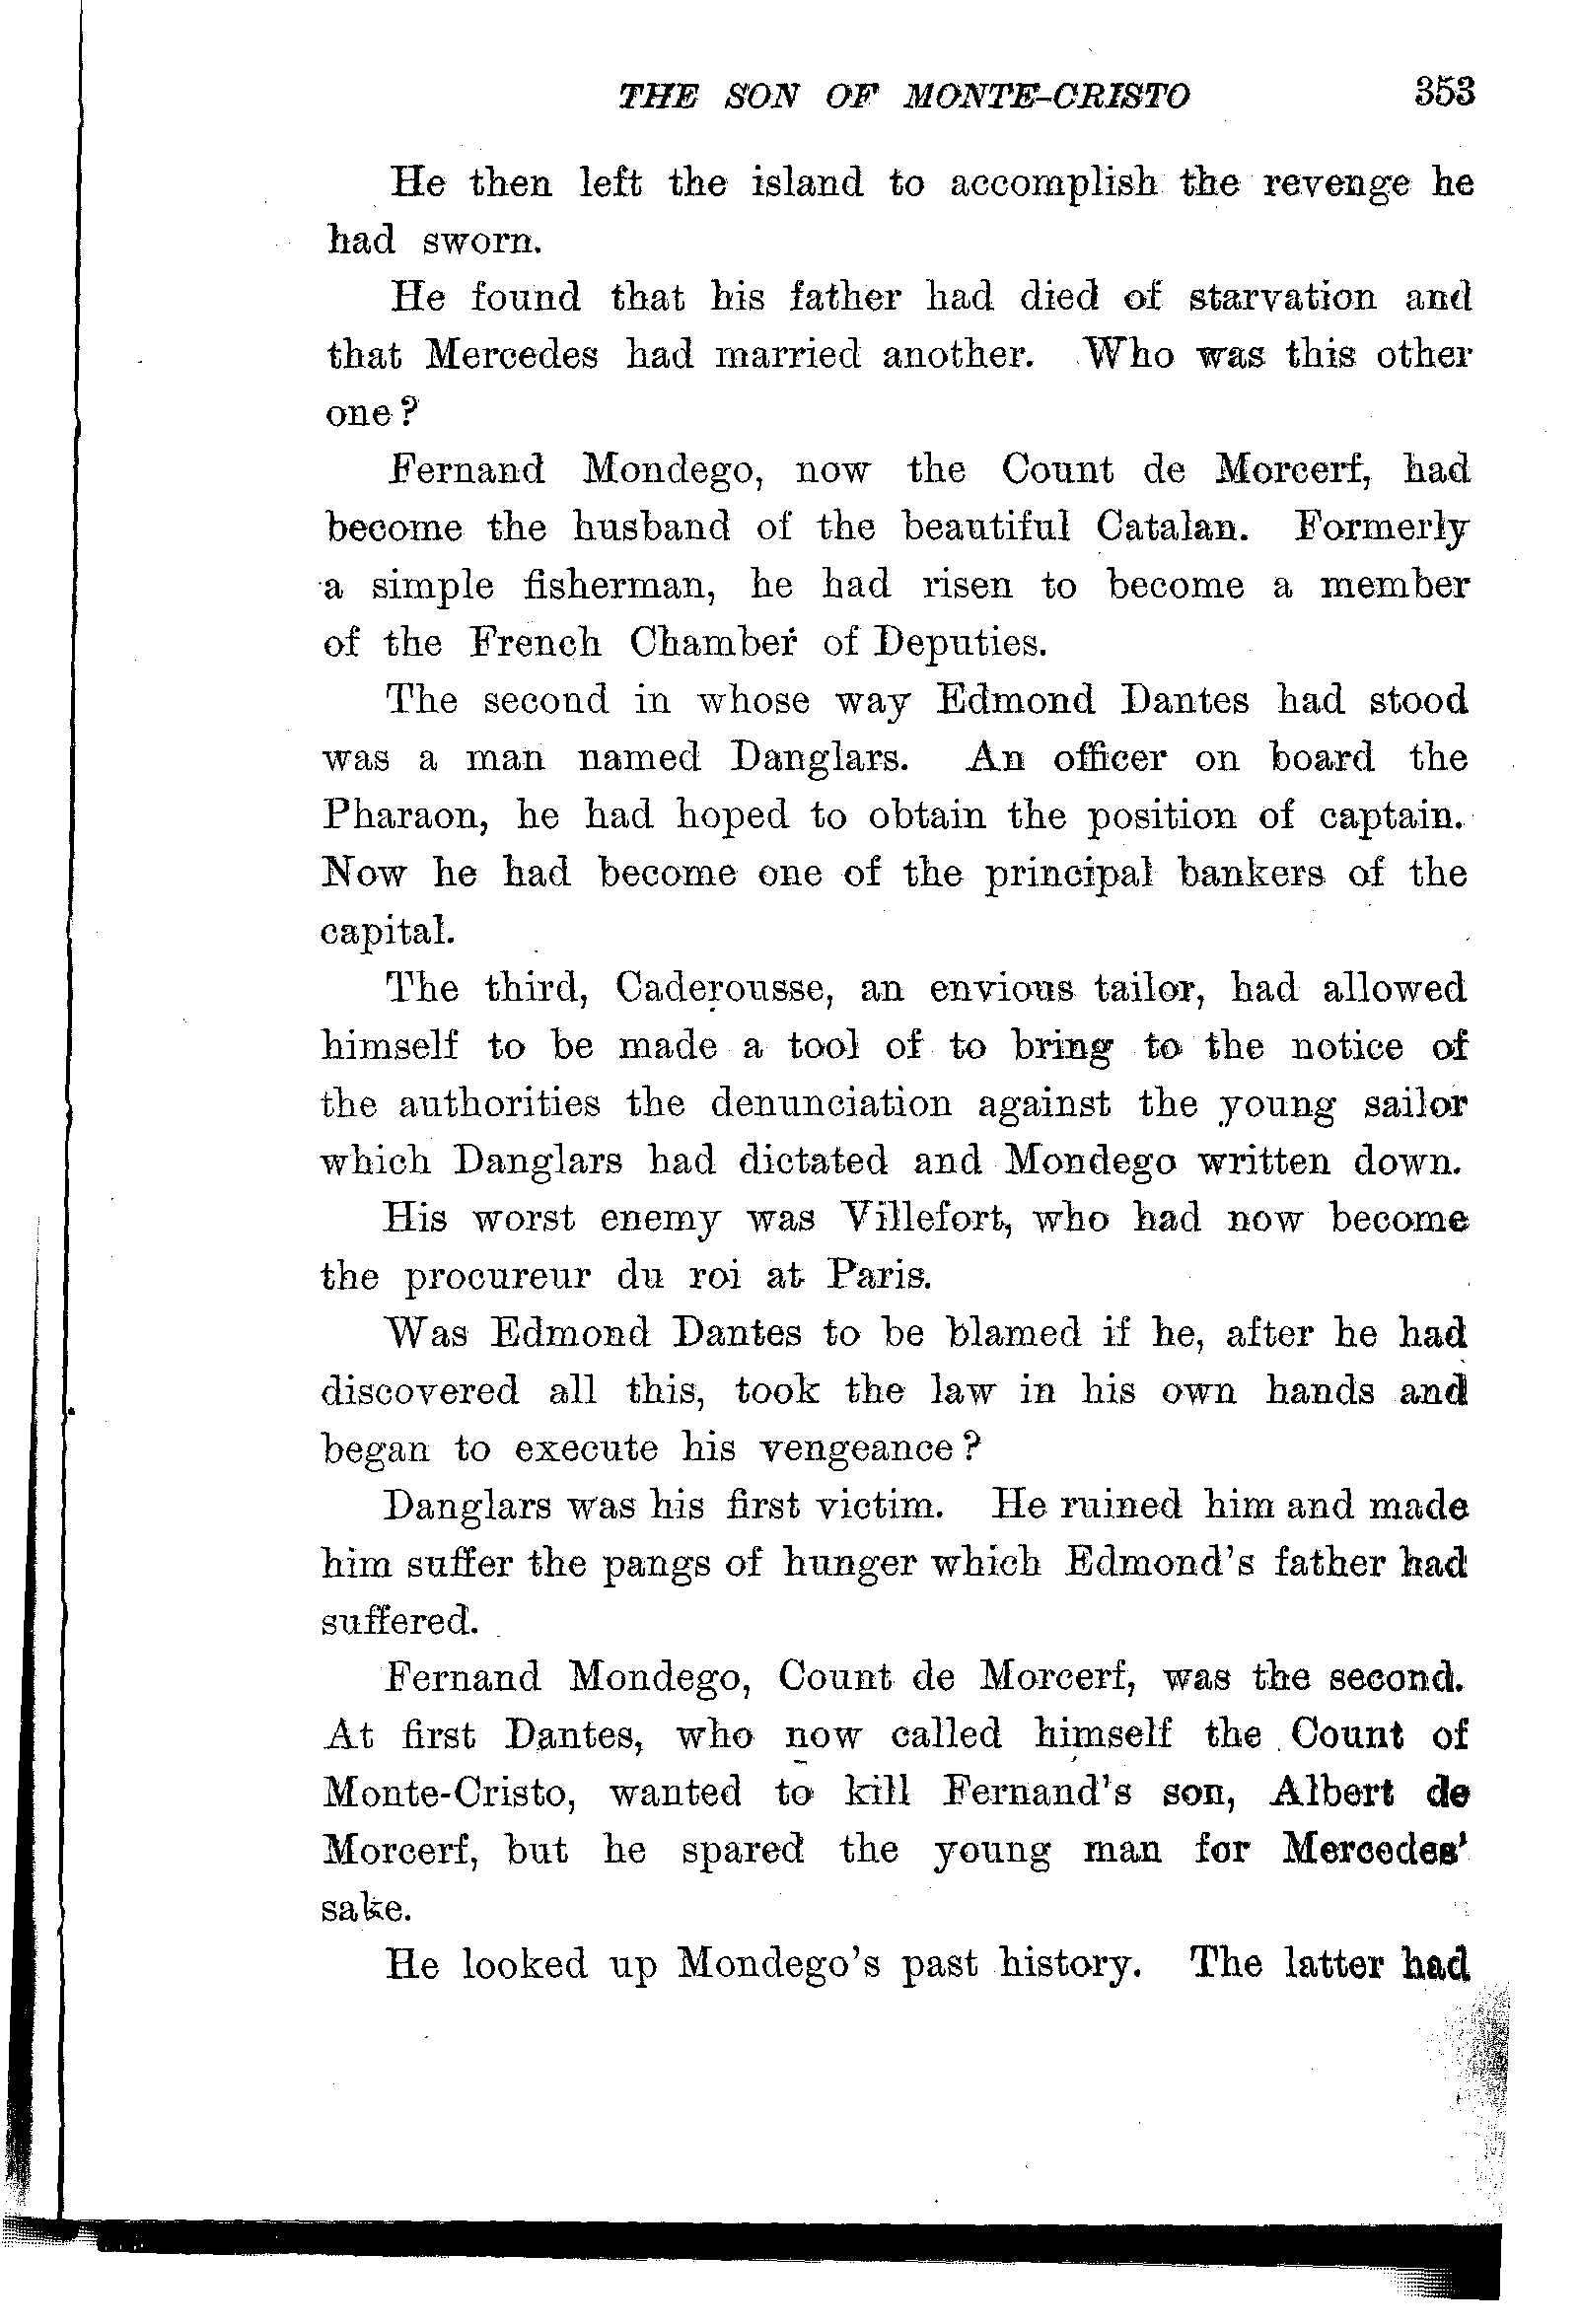 THE SON OF MONTE-CRISTO 353
He then left the island to accomplish the revenge he
had sworn.
He found that his father had died of starvation and
that Mercedes had married another. Who was this other
one?
Fernand Mondego, now the Count de Morcerf, had
become the husband of the beautiful Catalan. Formerly
a simple fisherman, he had risen to become a member
of the French Chamber of Deputies.
The second in whose way Edmond Dantes had stood
was a man named Danglars. An officer on board the
Pharaon, he had hoped to obtain the position of captain.
Now he had become one of the principal bankers of the
capital.
The third, Caderousse, an envious tailor, had allowed
himself to be made a tool of to bring to the notice of
the authorities the denunciation against the young sailor
which Danglars had dictated and Mondego written down.
His worst enemy was Villefort, who had now become
the procureur du roi at Paris.
Was Edmond Dantes to be blamed if he, after he had
discovered all this, took the law in his own hands and
began to execute his vengeance?
Danglars was his first victim. He ruined him and made
him suffer the pangs of hunger which Edmond's father had
suffered.
Fernand Mondego, Count de Morcerf, was the second.
At first Dantes, who now called himself the Count of
Monte-Cristo, wanted to kill Fernand's son, Albert de
Morcerf, but he spared the young man for Mercedes'
sake.
He looked up Mondego's past history. The latter had